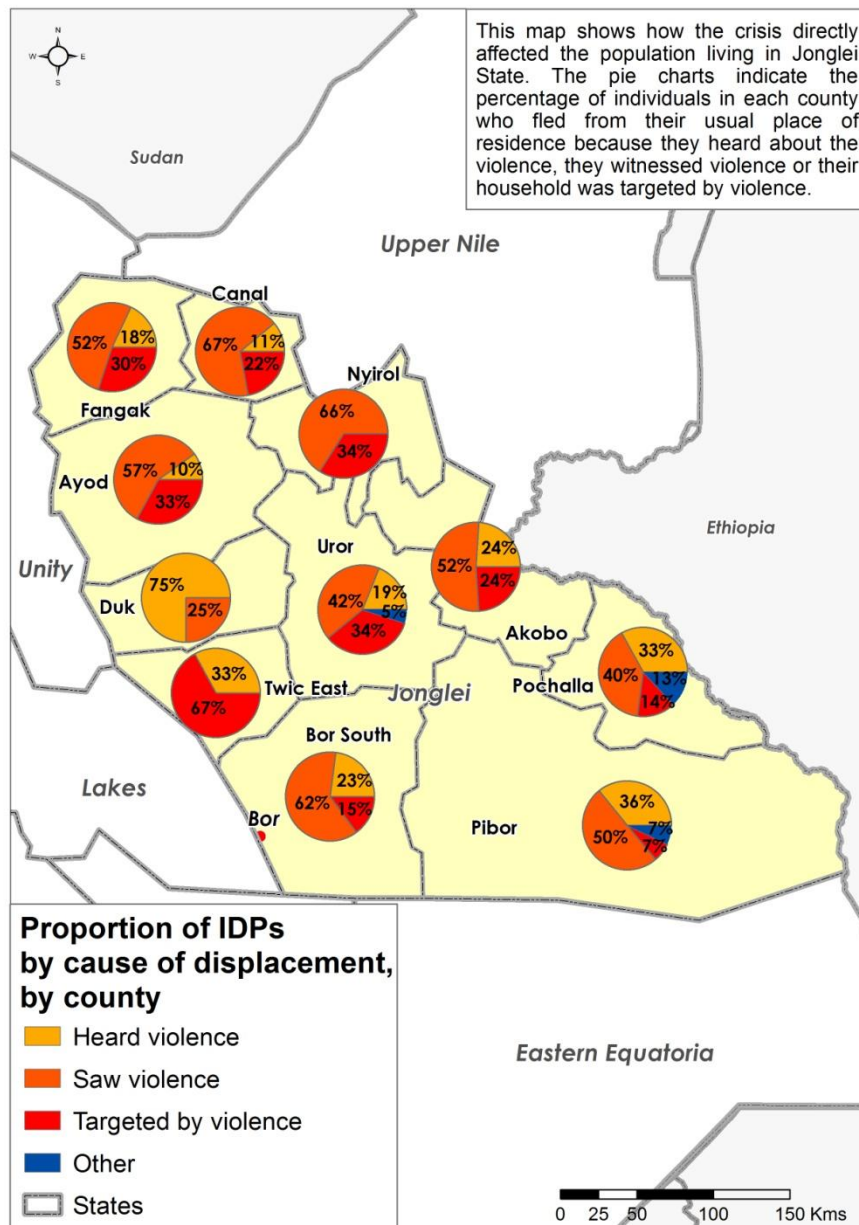 N
W E
S
This map shows how the crisis directly
affected the population living in Jonglei
State. The pie charts indicate the
percentage of individuals in each county
who fled from their usual place of
residence because they heard about the
violence, they witnessed violence or their
household was targeted by violence.
Sudan
Upper Nile
Canal
52% 18%
30%
67% 11%
22%
Nyirol
Fangak
66%
34%
Ayod
57% 10%
33%
Ethiopia
Unity
Uror
52% 24%
24%
Duk
75%
25%
42% 19%
5%
34%
Akobo
Twic East
33%
67%
Jonglei
Pochalla
33%
40% 13%
14%
Bor South
Lakes
Bor
23%
62% 15%
Pibor
36%
50% 7%
7%
Proportion of IDPs
by cause of displacement,
by county
Heard violence
Saw violence
Targeted by violence
Other
States
Eastern Equatoria
0 25 50 100 150 Kms